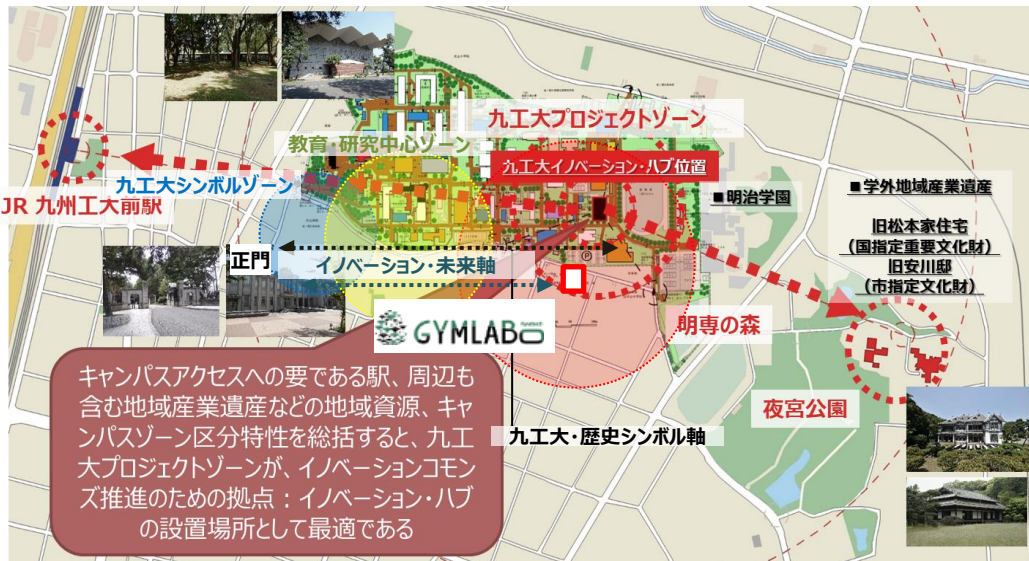 九工大プロジェクトゾーン
教育・研究中心ゾーン
九工大イノベーション・ハブ位置
九工大シンボルゾーン
JR 九州工大前駅
■明治学園
■学外地域産業遺産
旧松本家住宅
（国指定重要文化財）
旧安川邸
（市指定文化財）
正門
イノベーション・未来軸
P
GYMLABO
明専の森
夜宮公園
九工大・歴史シンボル軸
キャンパスアクセスへの要である駅、周辺も
含む地域産業遺産などの地域資源、キャ
ンパスゾーン区分特性を総括すると、九工
大プロジェクトゾーンが、イノベーションコモン
ズ推進のための拠点：イノベーション・ハブ
の設置場所として最適である